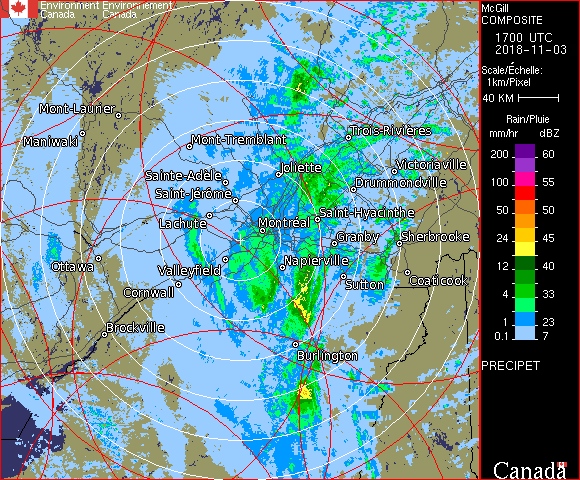 Environment Environnement
Canada Canada
McGill
COMPOSITE
1700 UTC
2018-11-03
Scale/Échelle:
1km/Pixel
40 KM
Rain/Pluie
mm/hr dBZ
200 60
100 55
50 50
24 45
12 40
4 33
2 23
0.1 7
PRECIPET
Mont-Laurier
Maniwaki
Mont-Tremblant
Trois-Rivières
Joliette
Victoriaville
Sainte-Adèle
Drummondville
Saint-Jérôme
Saint-Hyacinthe
Lachute
Montréal
Granby
Sherbrooke
Ottawa
Valleyfield
Napierville
Sutton
Coaticook
Cornwall
Brockville
Burlington
Canada